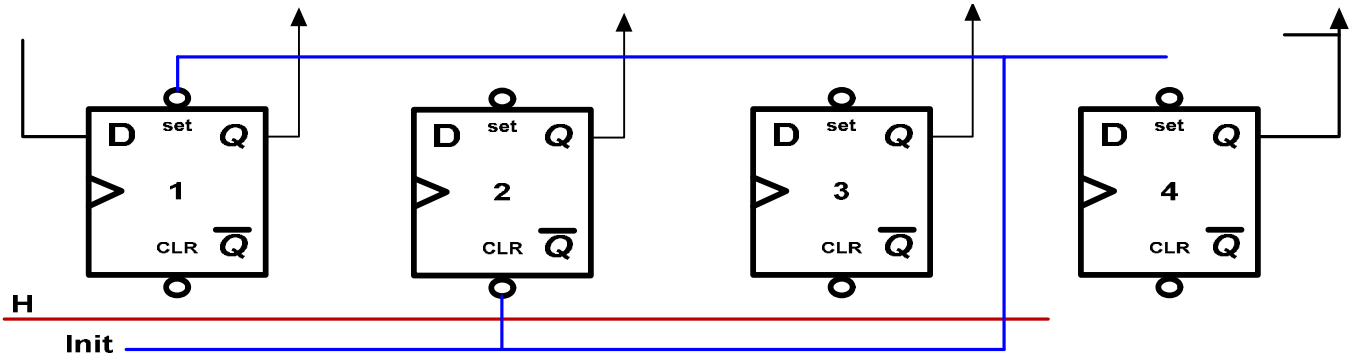 set set set set
D Q D Q D Q D Q
1 2 3 4
CLR Q̅ CLR Q̅ CLR Q̅ CLR Q̅
H
Init